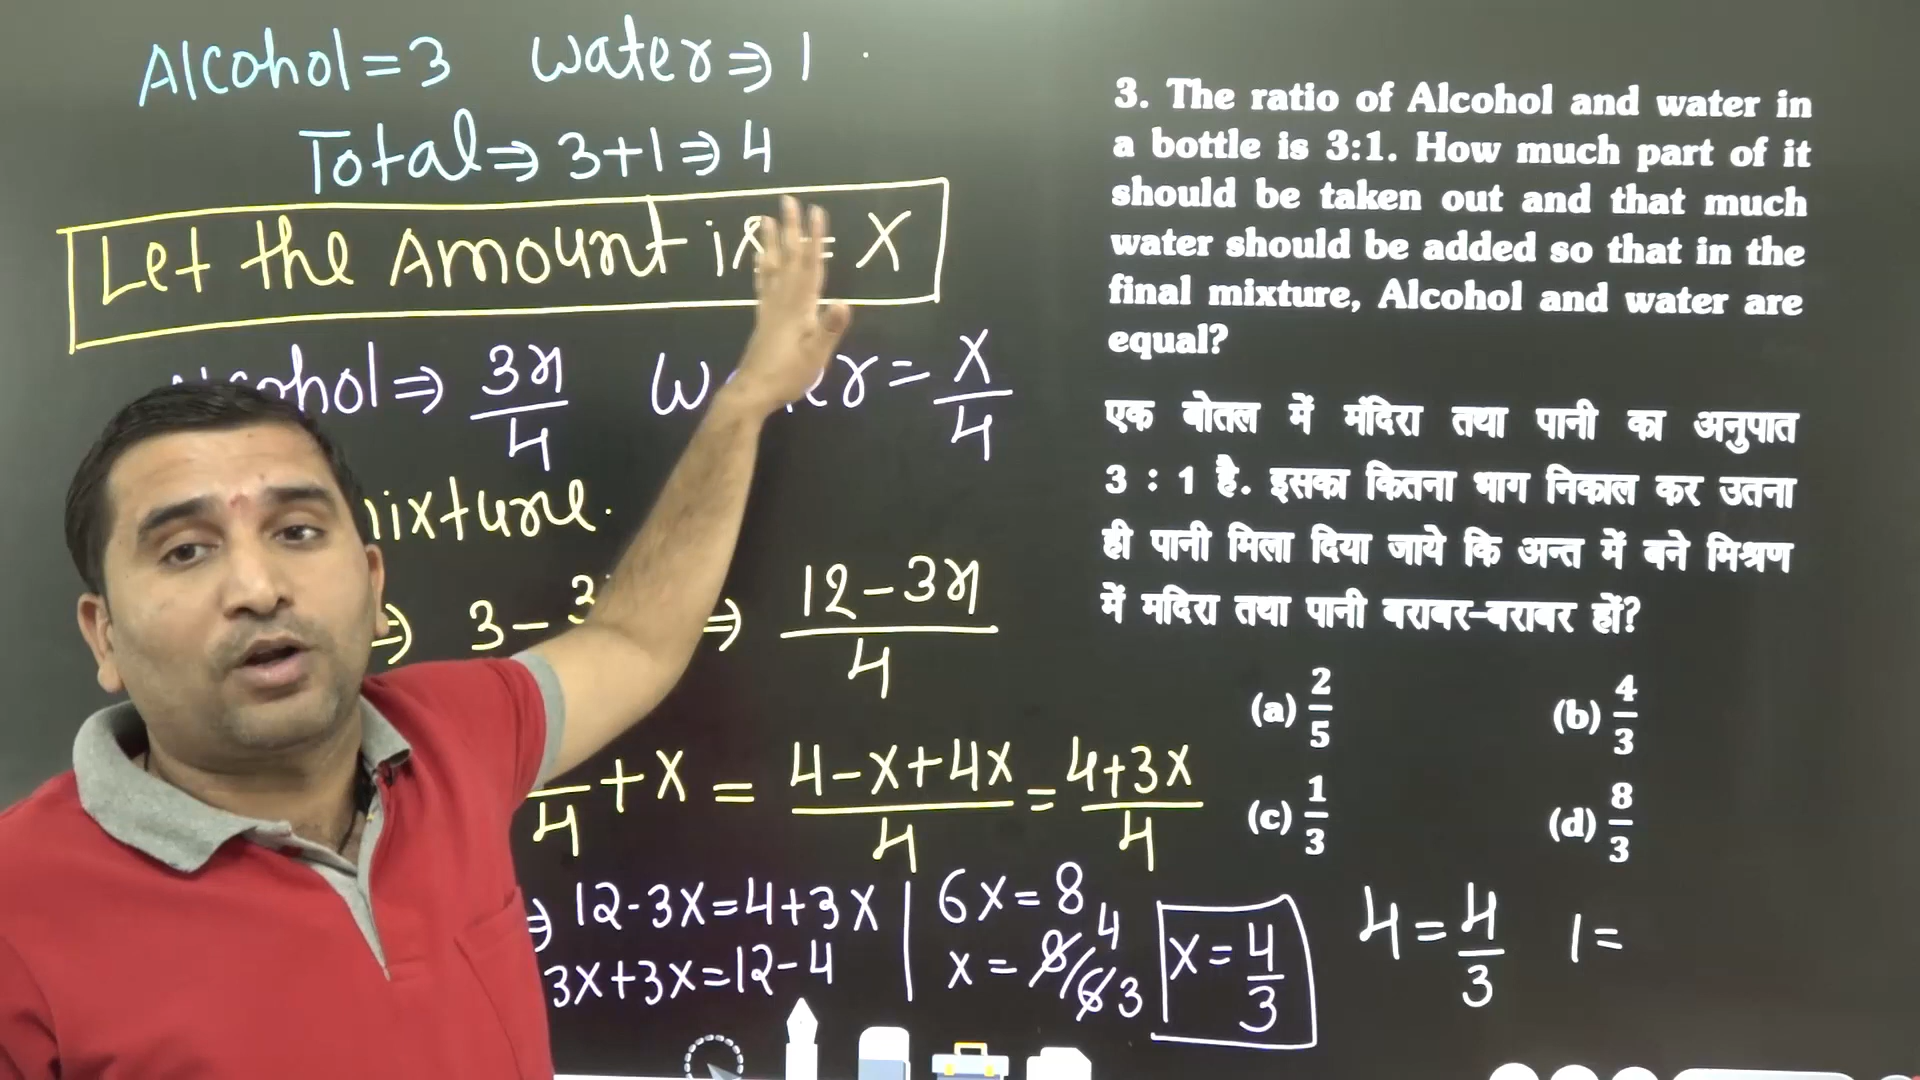 Alcohol = 3 Water ⇒ 1
Total ⇒ 3+1 ⇒ 4
Let the Amount is = x
Alcohol ⇒ 3x/4 Water = x/4
mixture.
⇒ 3 - 3 ⇒ 12-3x/4
/4 + x = 4-x+4x/4 = 4+3x/4
⇒ 12-3x=4+3x
3x+3x=12-4
6x=8
x = 8/6 4 3
x = 4/3
4 = 4/3 1 =
3. The ratio of Alcohol and water in
a bottle is 3:1. How much part of it
should be taken out and that much
water should be added so that in the
final mixture, Alcohol and water are
equal?
एक बोतल में मंदिरा तथा पानी का अनुपात
3 : 1 है. इसका कितना भाग निकाल कर उतना
ही पानी मिला दिया जाये कि अन्त में बने मिश्रण
में मदिरा तथा पानी बराबर-बराबर हों?
(a) 2/5 (b) 4/3
(c) 1/3 (d) 8/3